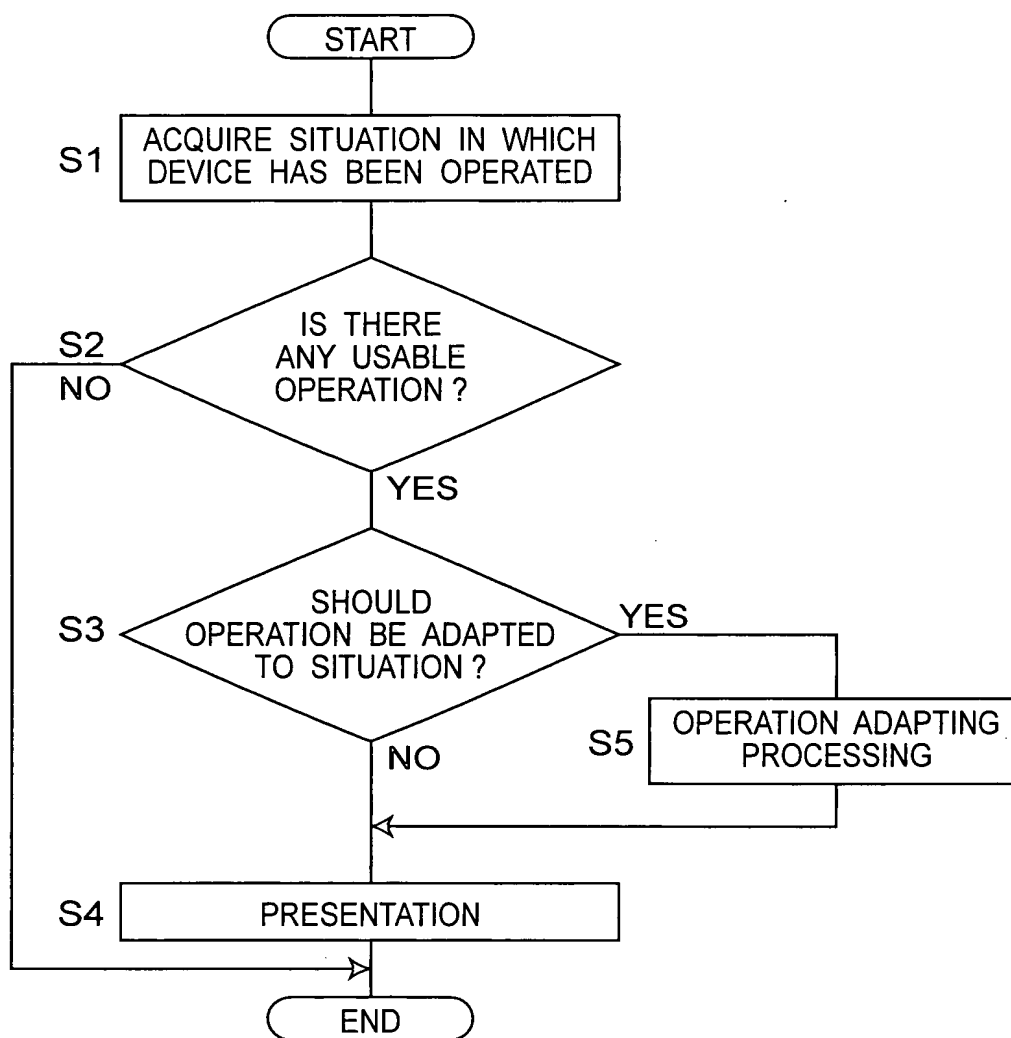 START
S1
ACQUIRE SITUATION IN WHICH
DEVICE HAS BEEN OPERATED
S2
NO
IS THERE
ANY USABLE
OPERATION ?
YES
S3
SHOULD
OPERATION BE ADAPTED
TO SITUATION ?
YES
NO
S5
OPERATION ADAPTING
PROCESSING
S4
PRESENTATION
END